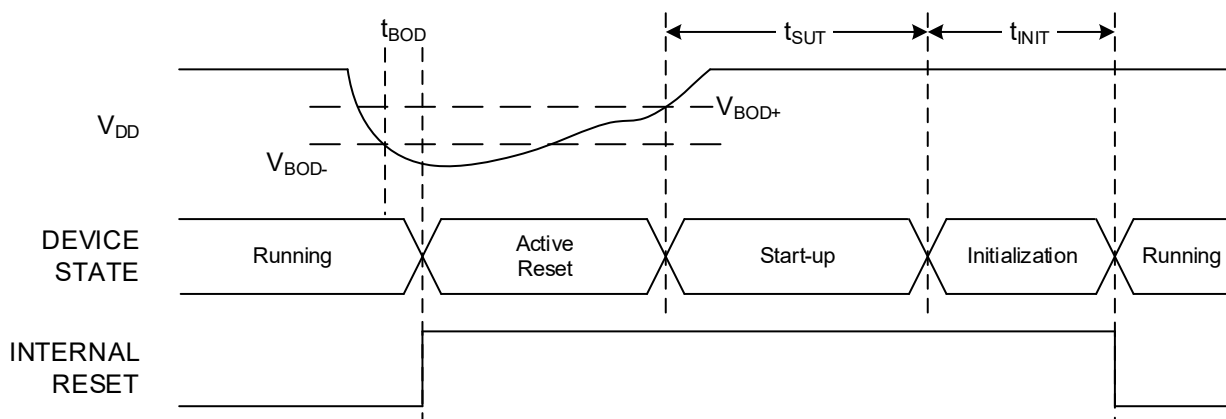 tBOD
tSUT
tINIT
VDD
VBOD+
VBOD-
DEVICE
STATE
Running
Active
Reset
Start-up
Initialization
Running
INTERNAL
RESET